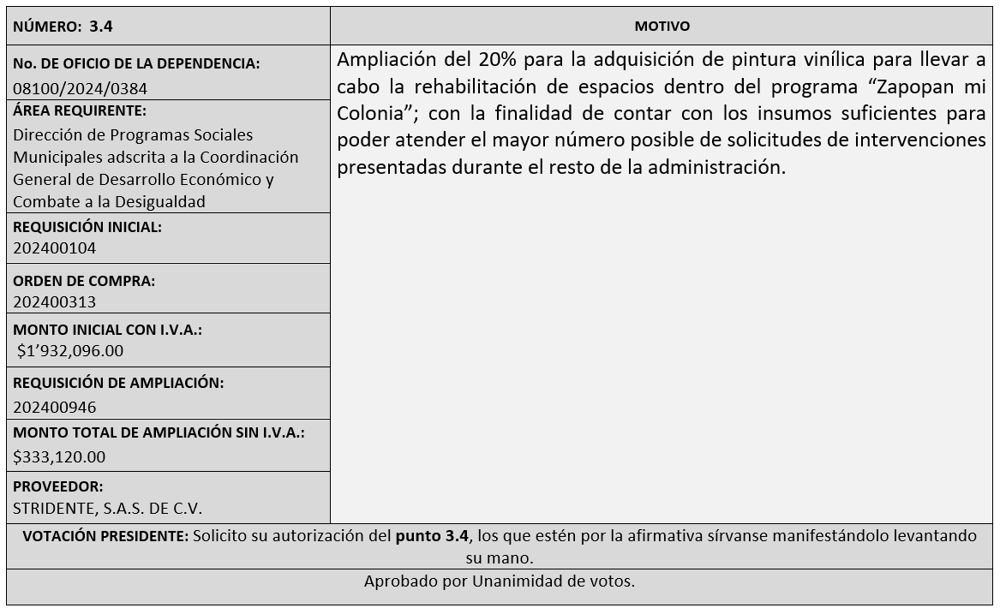 NÚMERO: 3.4
MOTIVO
No. DE OFICIO DE LA DEPENDENCIA:
08100/2024/0384
ÁREA REQUIRENTE:
Dirección de Programas Sociales
Municipales adscrita a la Coordinación
General de Desarrollo Económico y
Combate a la Desigualdad
REQUISICIÓN INICIAL:
202400104
ORDEN DE COMPRA:
202400313
MONTO INICIAL CON I.V.A.:
$1’932,096.00
REQUISICIÓN DE AMPLIACIÓN:
202400946
MONTO TOTAL DE AMPLIACIÓN SIN I.V.A.:
$333,120.00
PROVEEDOR:
STRIDENTE, S.A.S. DE C.V.
Ampliación del 20% para la adquisición de pintura vinílica para llevar a
cabo la rehabilitación de espacios dentro del programa “Zapopan mi
Colonia”; con la finalidad de contar con los insumos suficientes para
poder atender el mayor número posible de solicitudes de intervenciones
presentadas durante el resto de la administración.
VOTACIÓN PRESIDENTE: Solicito su autorización del punto 3.4, los que estén por la afirmativa sírvanse manifestándolo levantando
su mano.
Aprobado por Unanimidad de votos.